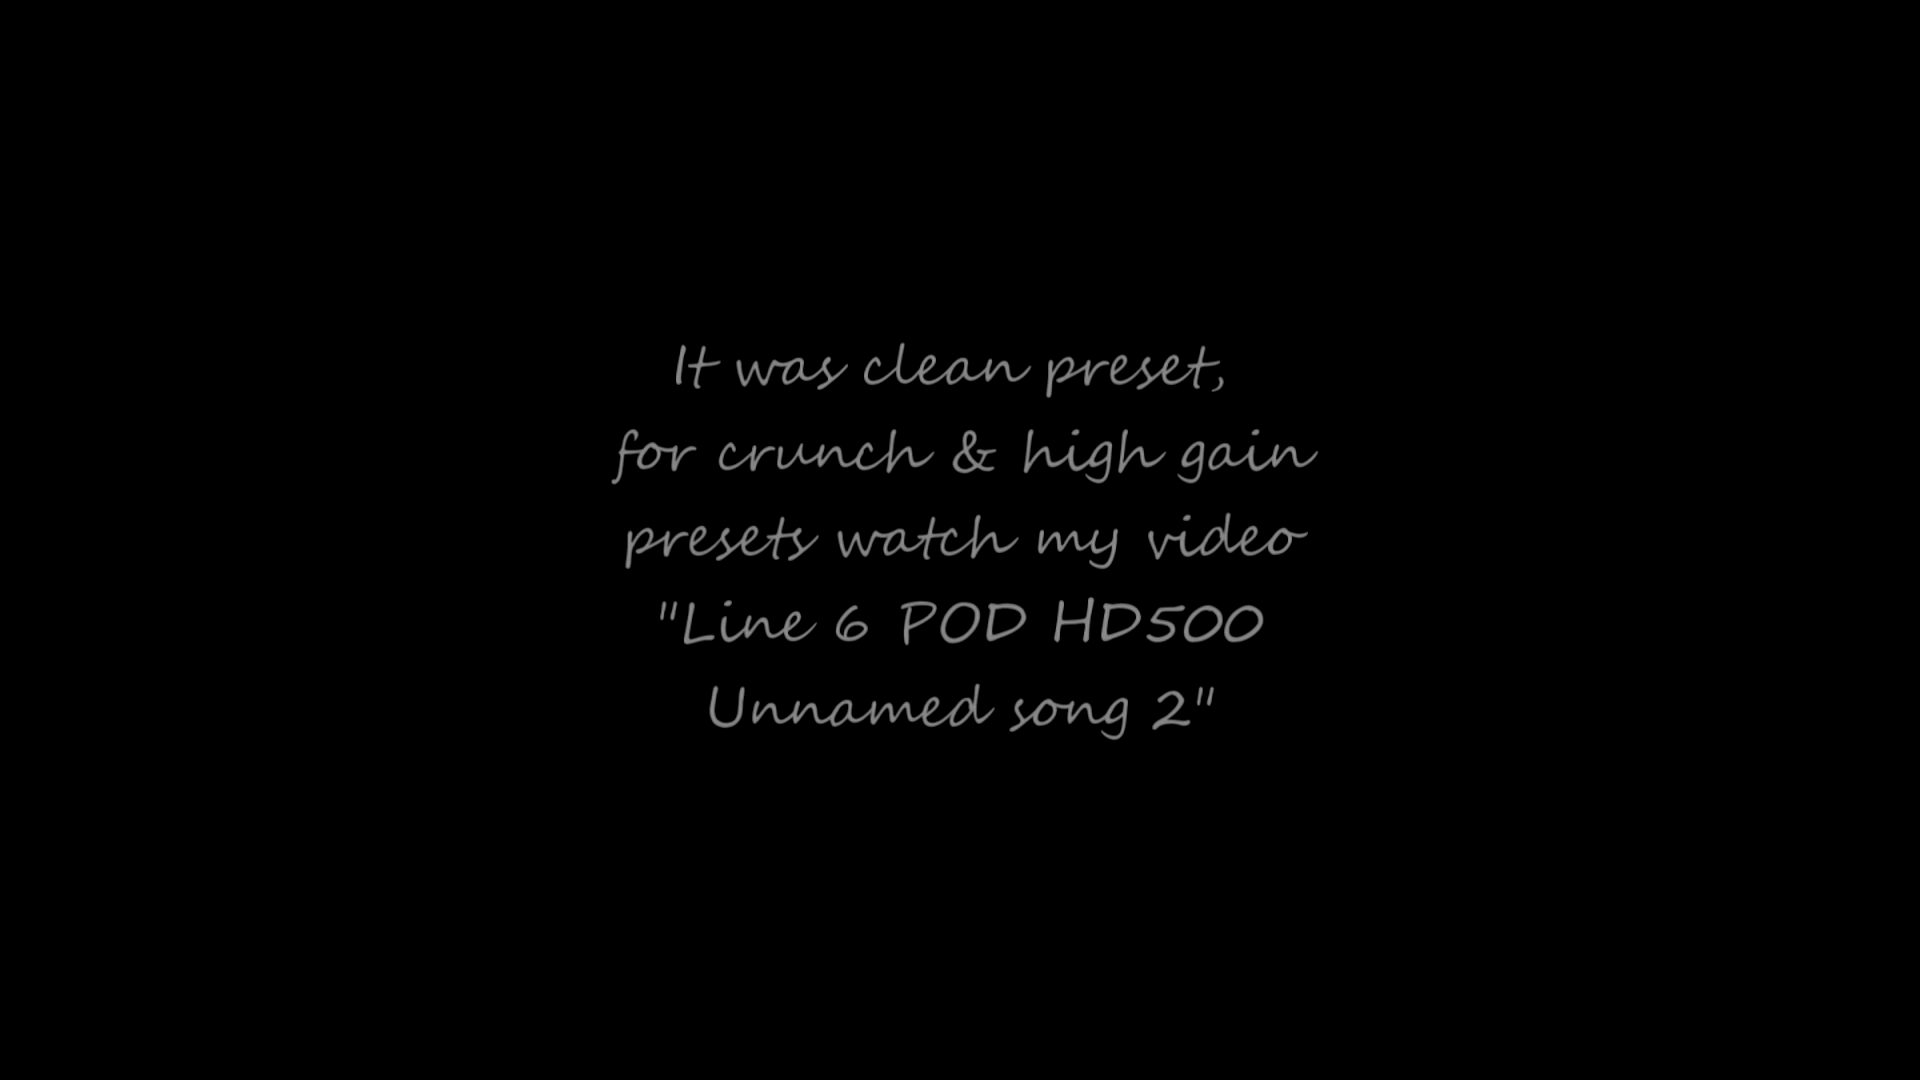 It was clean preset,
for crunch & high gain
presets watch my video
"Line 6 POD HD500
Unnamed song 2"